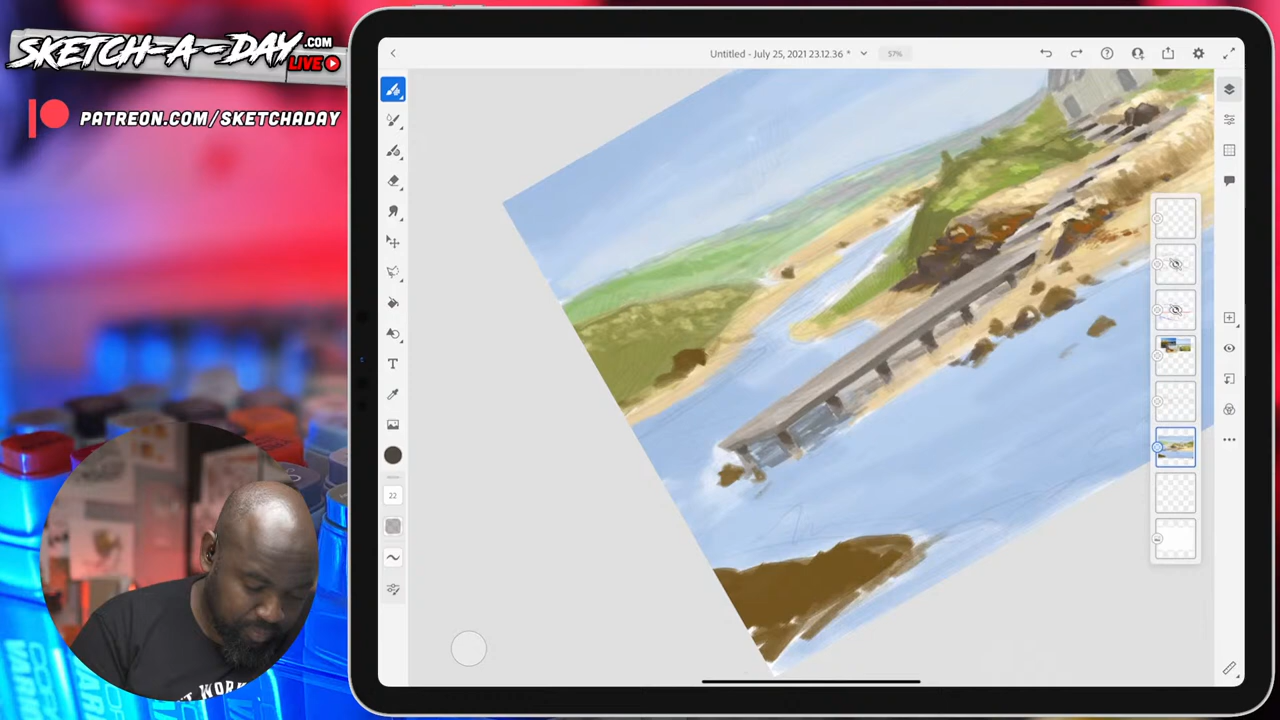 SKETCH-A-DAY.COM
LIVE
PATREON.COM/SKETCHADAY
Untitled - July 25, 2021 23.12.36 *
57%
T
22